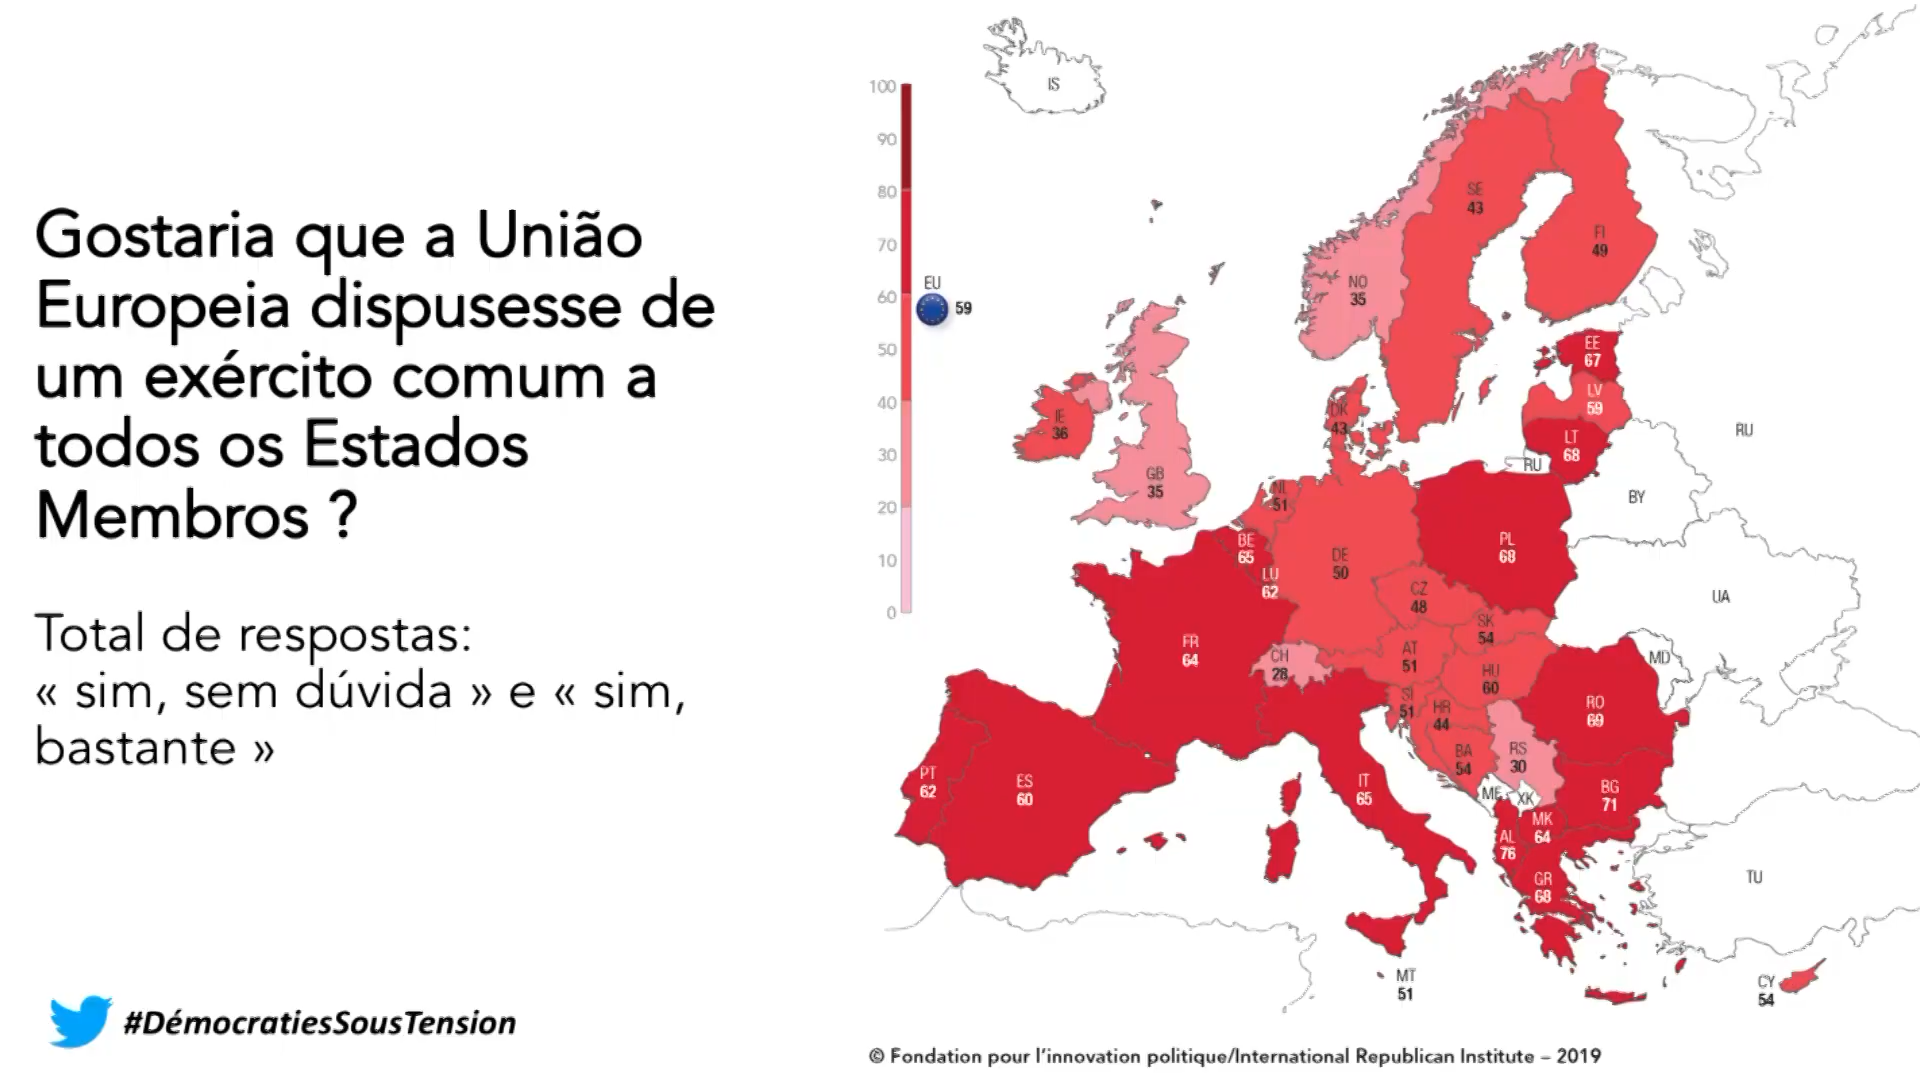 Gostaria que a União
Europeia dispusesse de
um exército comum a
todos os Estados
Membros ?
Total de respostas:
« sim, sem dúvida » e « sim,
bastante »
#DémocratiesSousTension
100
90
80
70
60
50
40
30
20
10
0
EU
59
IS
SE
43
FI
49
NO
35
EE
67
LV
59
LT
68
RU
RU
BY
DK
43
IE
36
GB
35
NL
51
BE
65
LU
62
DE
50
PL
68
CZ
48
SK
54
UA
MD
FR
64
CH
28
AT
51
HU
60
SI
51
HR
44
BA
54
RS
30
RO
69
BG
71
ME
XK
MK
64
AL
76
GR
68
PT
62
ES
60
IT
65
TU
MT
51
CY
54
© Fondation pour l'innovation politique/International Republican Institute – 2019